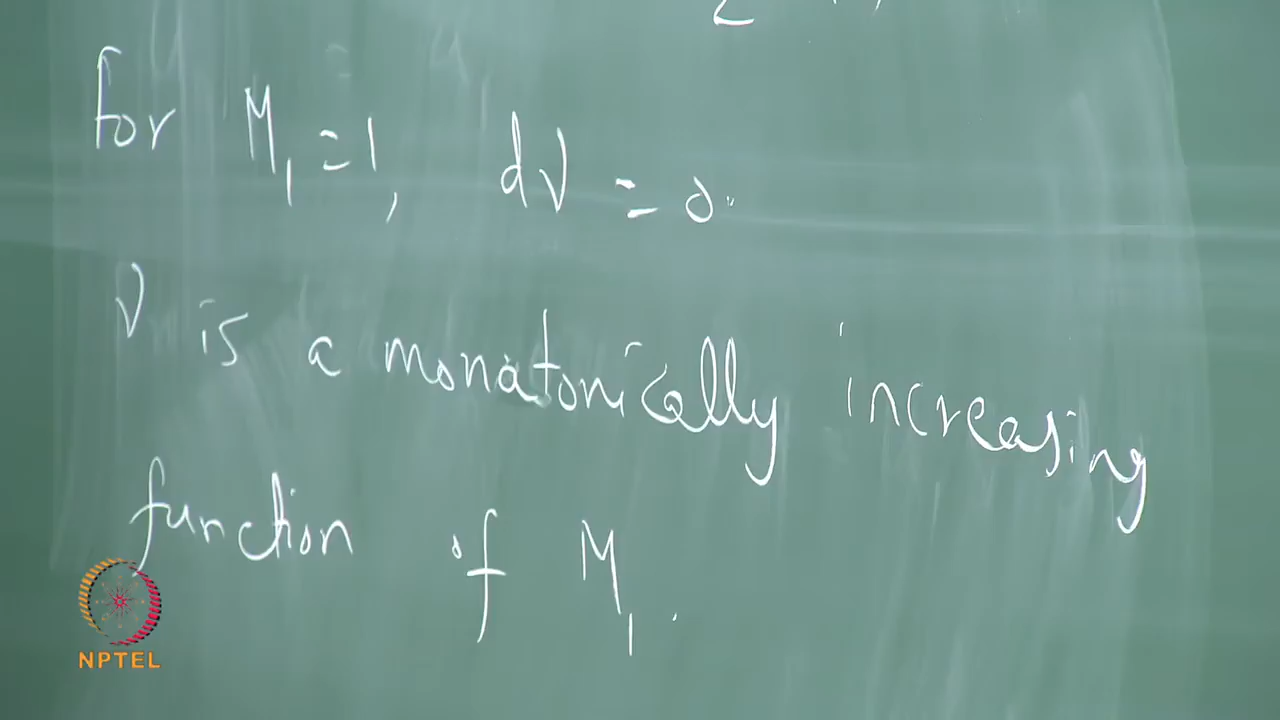 For M₁ = 1, dν = 0.
ν is a monatonically increasing
function of M₁.
NPTEL